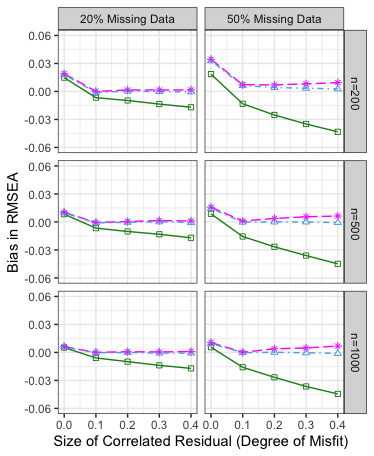 20% Missing Data 50% Missing Data
0.06
0.03
0.00
-0.03
-0.06
n=200
0.06
0.03
0.00
-0.03
-0.06
n=500
0.06
0.03
0.00
-0.03
-0.06
n=1000
Bias in RMSEA
0.0 0.1 0.2 0.3 0.4 0.0 0.1 0.2 0.3 0.4
Size of Correlated Residual (Degree of Misfit)